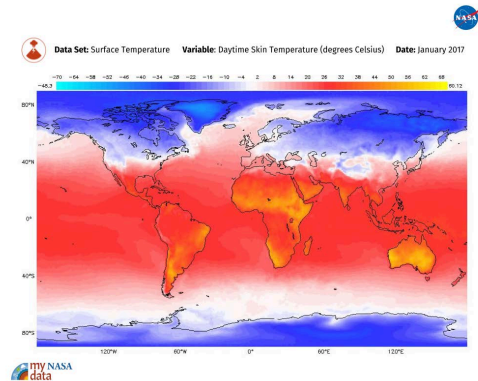 NASA
Data Set: Surface Temperature Variable: Daytime Skin Temperature (degrees Celsius) Date: January 2017
-70 -64 -58 -52 -46 -40 -34 -28 -22 -16 -10 -4 2 8 14 20 26 32 38 44 50 56 62 68
-48.3 60.12
80°N
40°N
0°
40°S
80°S
120°W 60°W 0° 60°E 120°E
my NASA
data